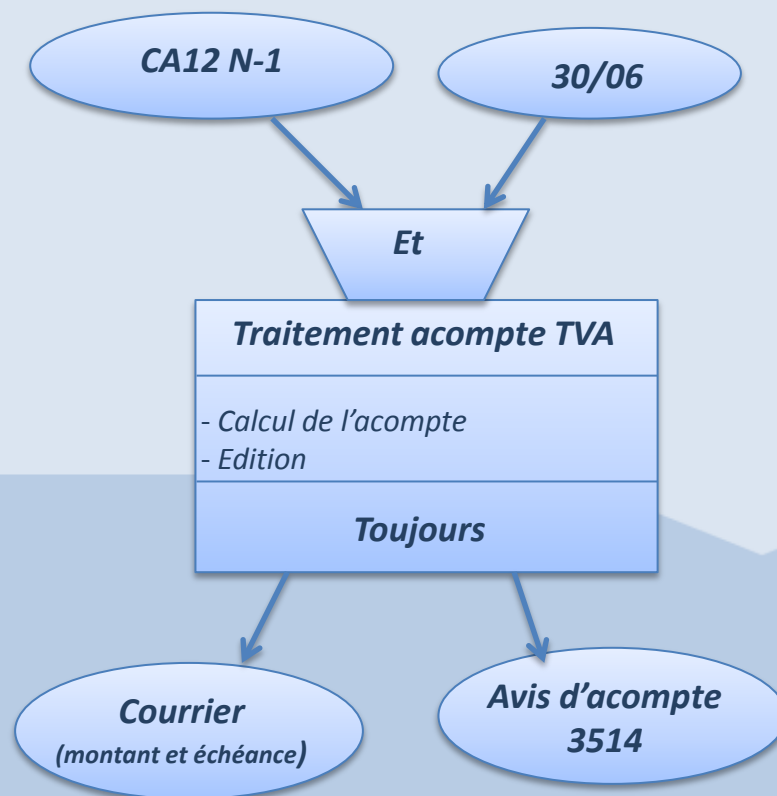 CA12 N-1
30/06
Et
Traitement acompte TVA
- Calcul de l’acompte
- Edition
Toujours
Courrier
(montant et échéance)
Avis d’acompte
3514